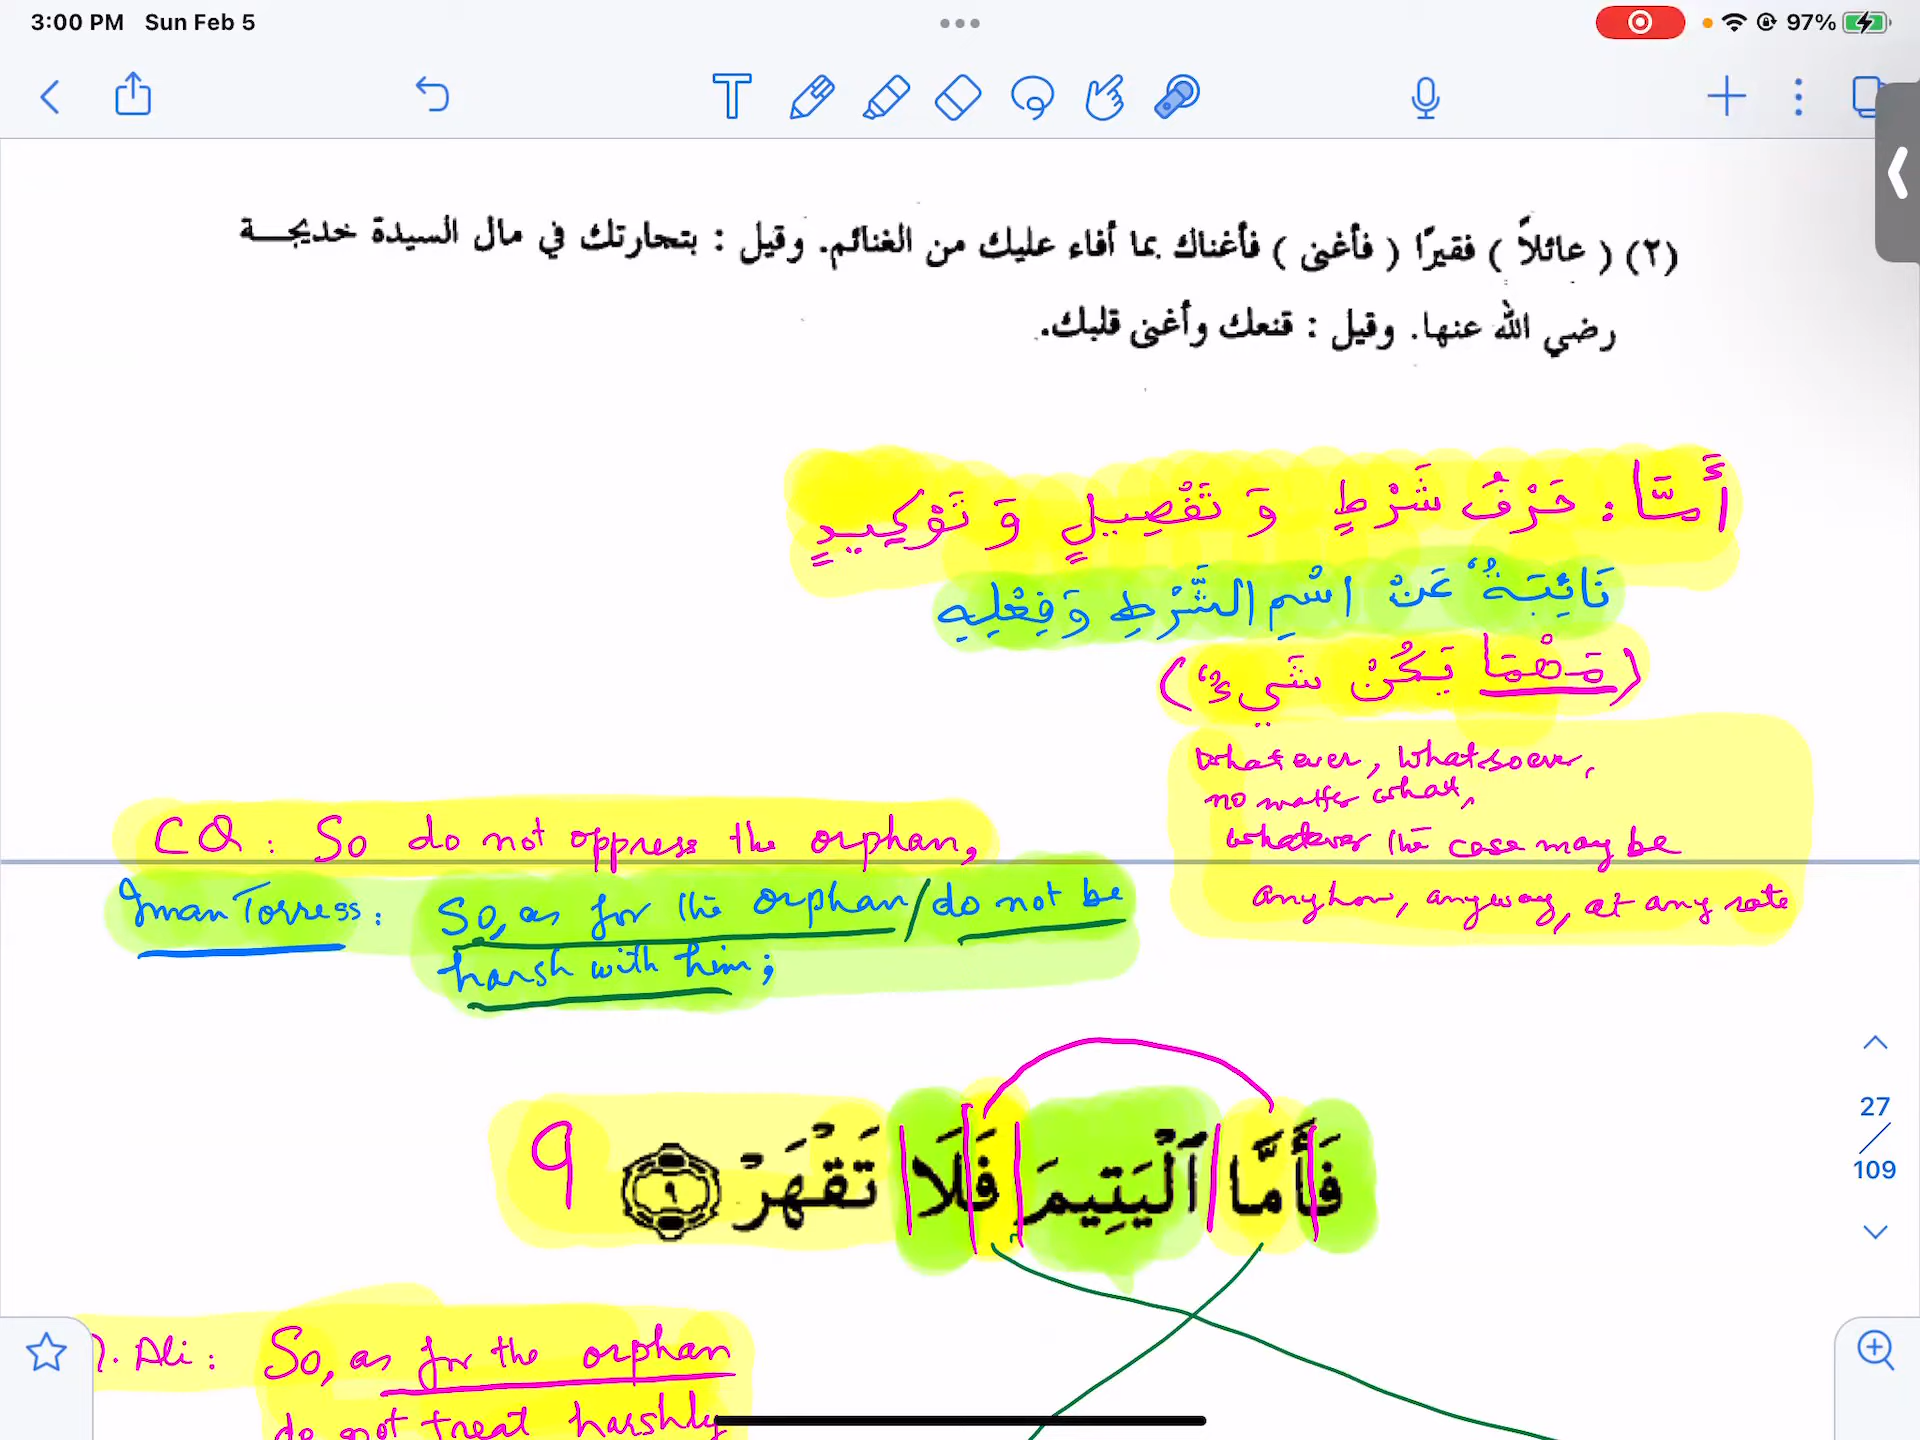 3:00 PM Sun Feb 5
97%
(٢) ( عائلاً ) فقيرًا ( فأغنى ) فأغناك بما أفاء عليك من الغنائم. وقيل : بتجارتك في مال السيدة خديجـــة
رضي الله عنها. وقيل : قنعك وأغنى قلبك.
أَمَّا : حَرْفُ شَرْطٍ وَ تَفْصِيلٍ وَ تَوْكِيدٍ
نَائِبَةٌ عَنْ اسْمِ الشَّرْطِ وَفِعْلِهِ
(مَهْمَا يَكُنْ شَيْءٌ)
Whatever, Whatsoever,
no matter what,
whatever the case may be
anyhow, anyway, at any rate
CQ : So do not oppress the orphan,
Iman Torress : So, as for the orphan / do not be
harsh with him ;
فَأَمَّا ٱلْيَتِيمَ فَلَا تَقْهَرْ ٩ 9
27
109
. Ali : So, as for the orphan
do not treat harshly